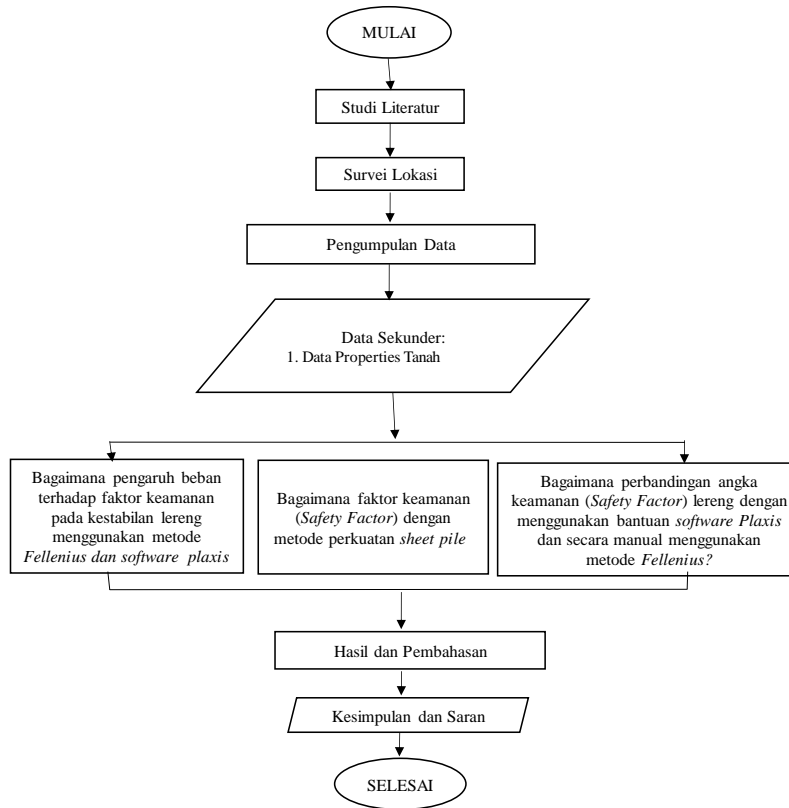 MULAI
Studi Literatur
Survei Lokasi
Pengumpulan Data
Data Sekunder:
1. Data Properties Tanah
Bagaimana pengaruh beban
terhadap faktor keamanan
pada kestabilan lereng
menggunakan metode
Fellenius dan software plaxis
Bagaimana faktor keamanan
(Safety Factor) dengan
metode perkuatan sheet pile
Bagaimana perbandingan angka
keamanan (Safety Factor) lereng dengan
menggunakan bantuan software Plaxis
dan secara manual menggunakan
metode Fellenius?
Hasil dan Pembahasan
Kesimpulan dan Saran
SELESAI